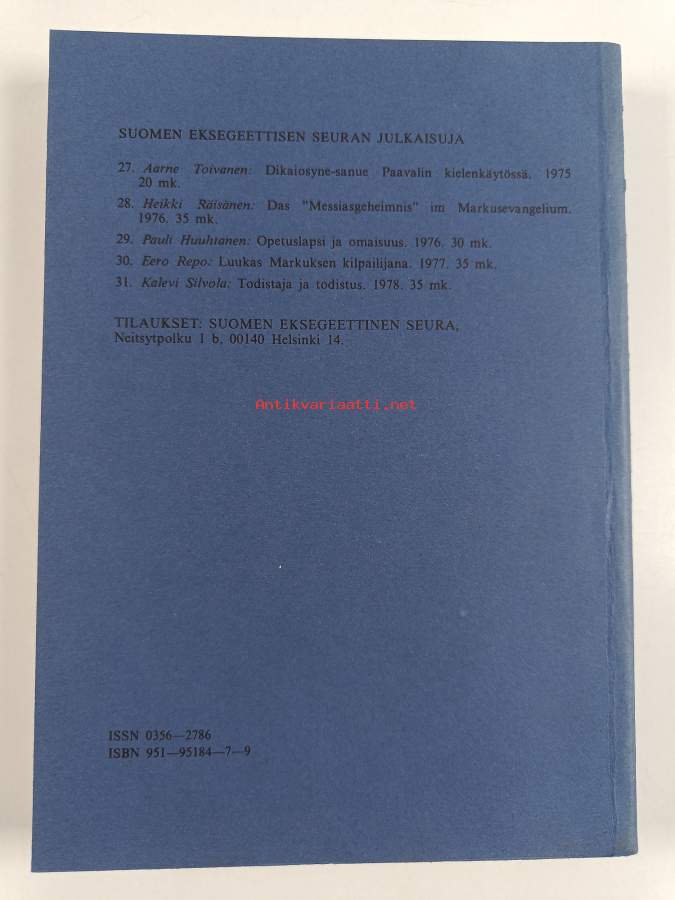 SUOMEN EKSEGEETTISEN SEURAN JULKAISUJA
27. Aarne Toivanen: Dikaiosyne-sanue Paavalin kielenkäytössä. 1975
20 mk.
28. Heikki Räisänen: Das "Messiasgeheimnis" im Markusevangelium.
1976. 35 mk.
29. Pauli Huuhtanen: Opetuslapsi ja omaisuus. 1976. 30 mk.
30. Eero Repo: Luukas Markuksen kilpailijana. 1977. 35 mk.
31. Kalevi Silvola: Todistaja ja todistus. 1978. 35 mk.
TILAUKSET: SUOMEN EKSEGEETTINEN SEURA,
Neitsytpolku 1 b, 00140 Helsinki 14.
Antikvariaatti.net
ISSN 0356—2786
ISBN 951—95184—7—9